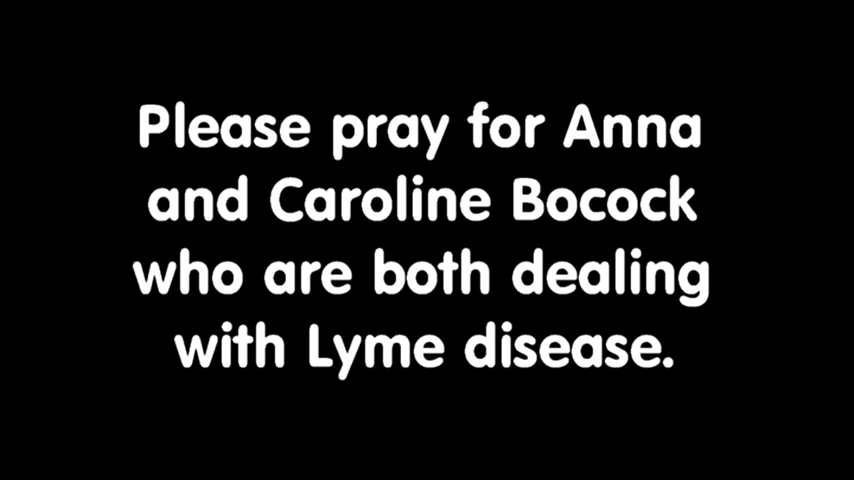 Please pray for Anna
and Caroline Bocock
who are both dealing
with Lyme disease.